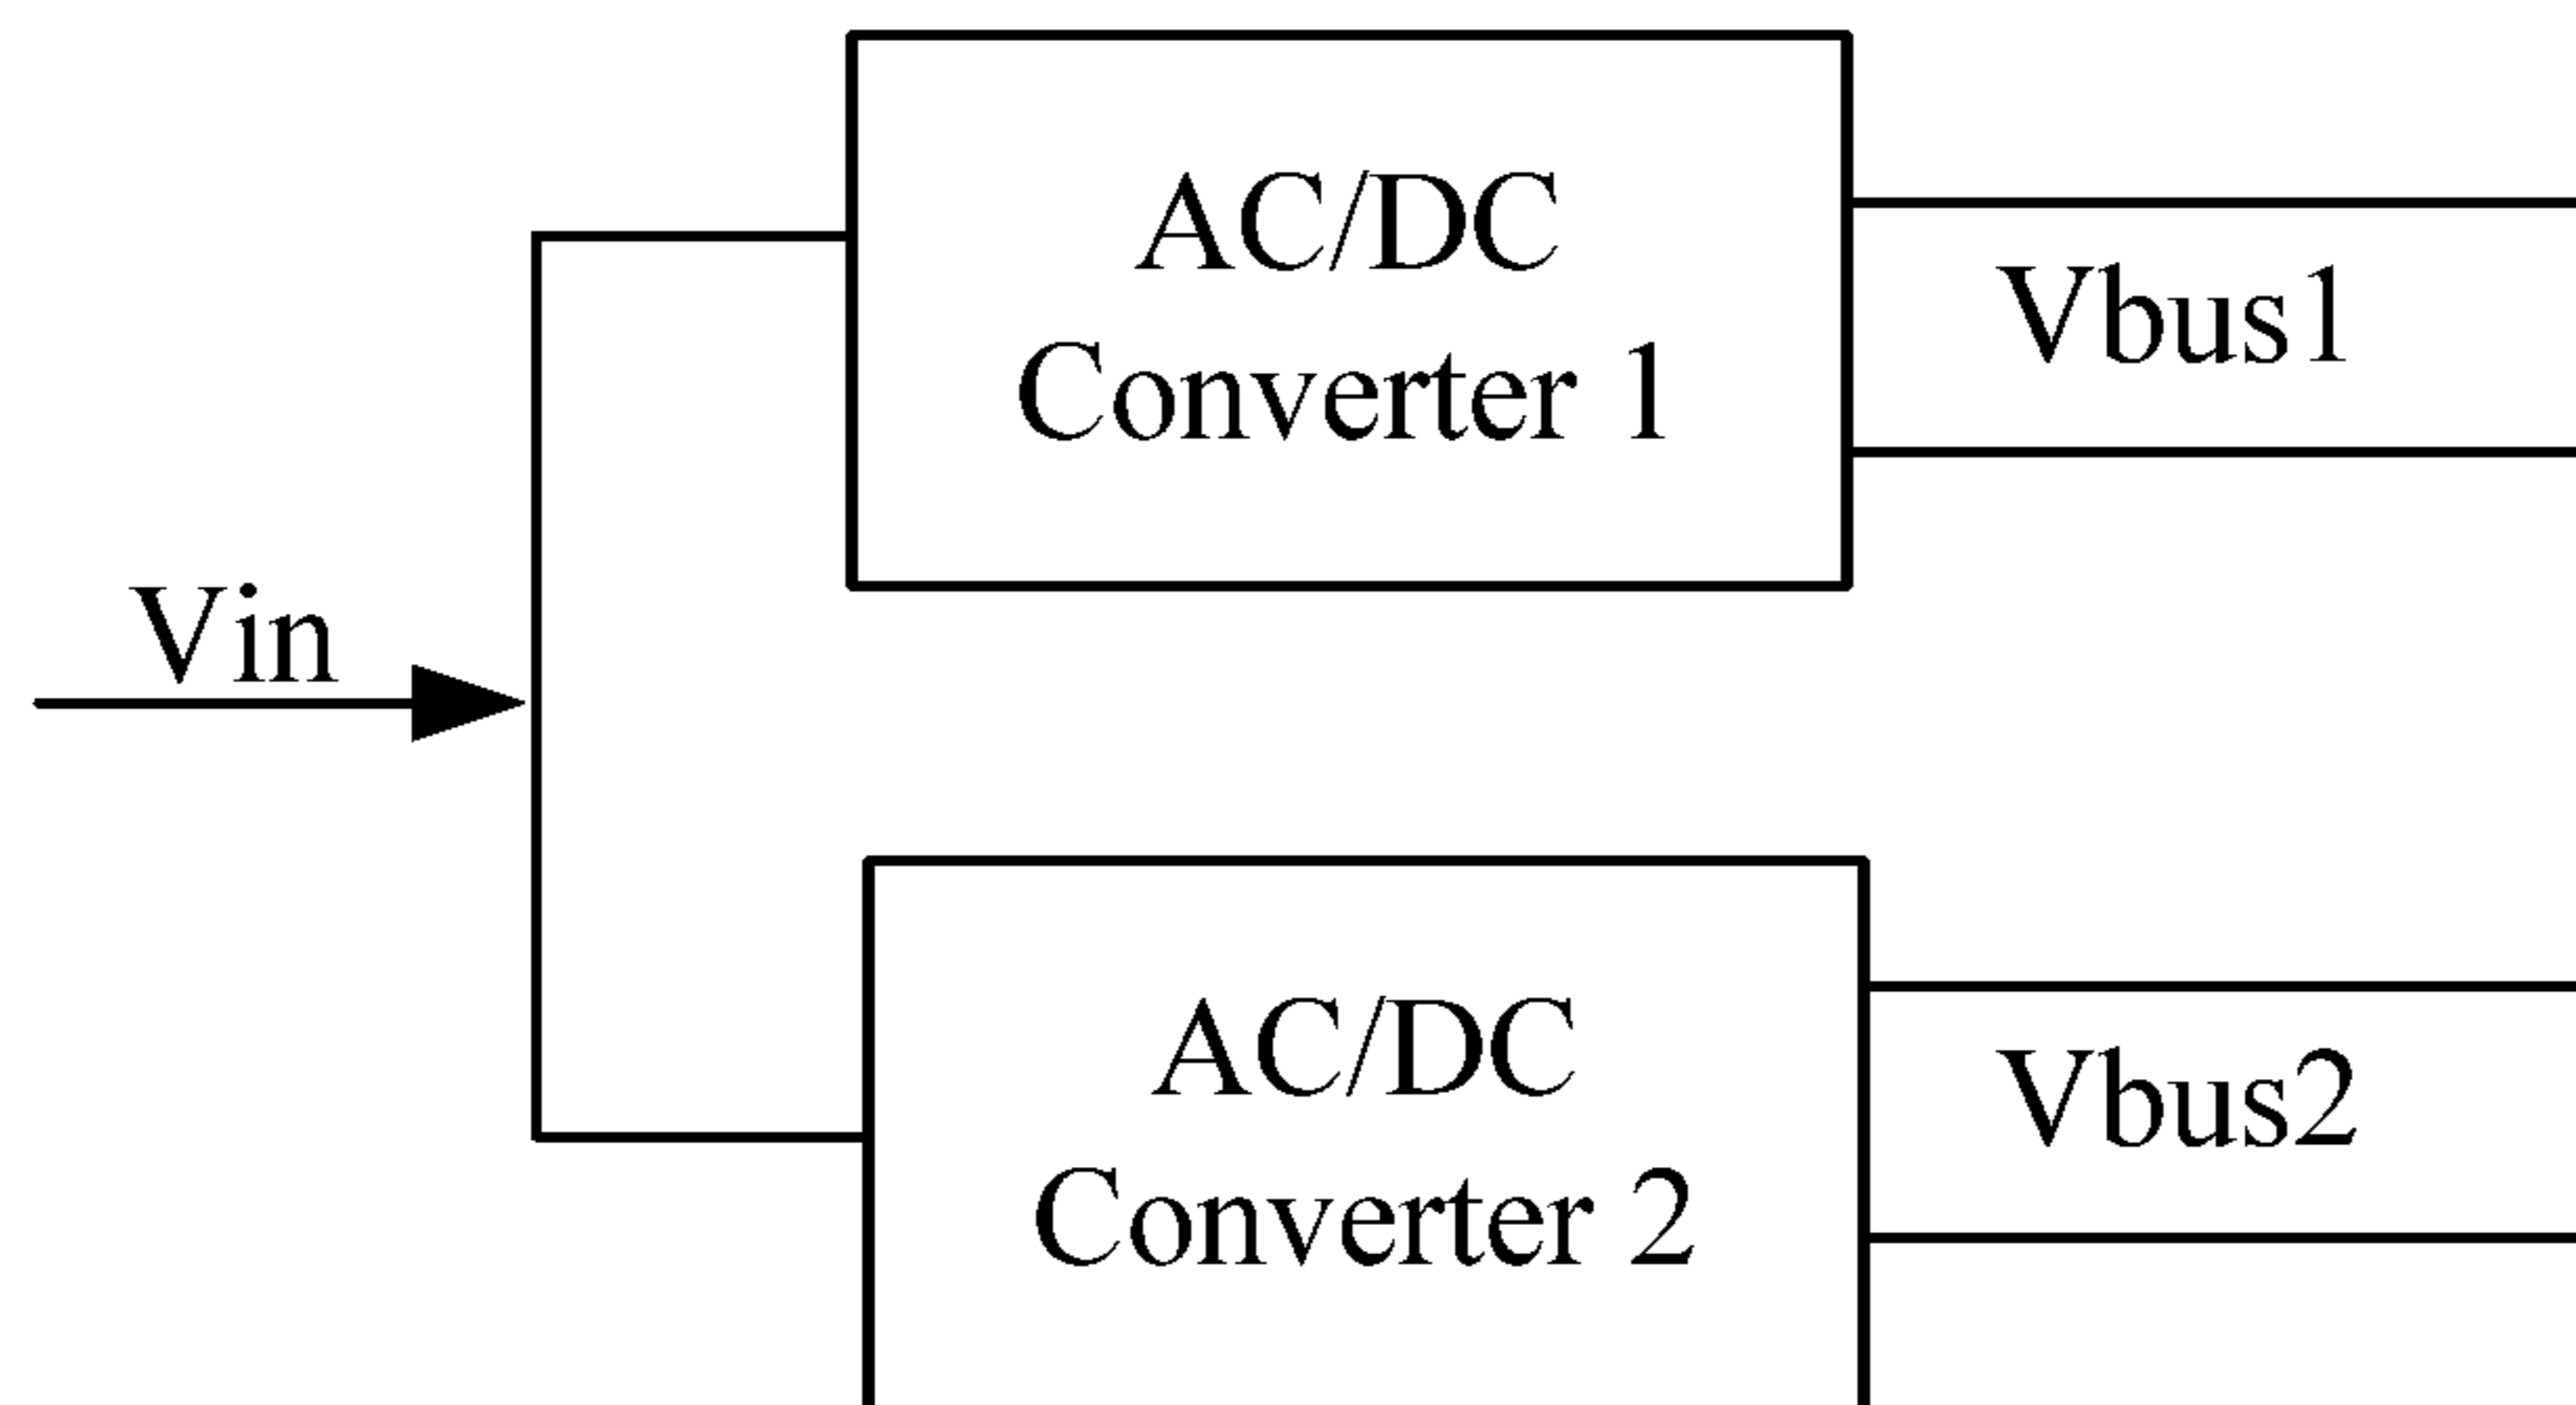 AC/DC
Converter 1
Vbus1
Vin
AC/DC
Converter 2
Vbus2